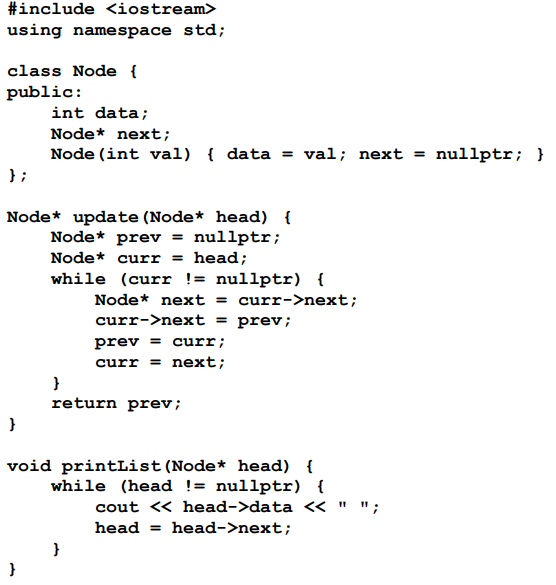 #include <iostream>
using namespace std;

class Node {
public:
    int data;
    Node* next;
    Node(int val) { data = val; next = nullptr; }
};

Node* update(Node* head) {
    Node* prev = nullptr;
    Node* curr = head;
    while (curr != nullptr) {
        Node* next = curr->next;
        curr->next = prev;
        prev = curr;
        curr = next;
    }
    return prev;
}

void printList(Node* head) {
    while (head != nullptr) {
        cout << head->data << " ";
        head = head->next;
    }
}